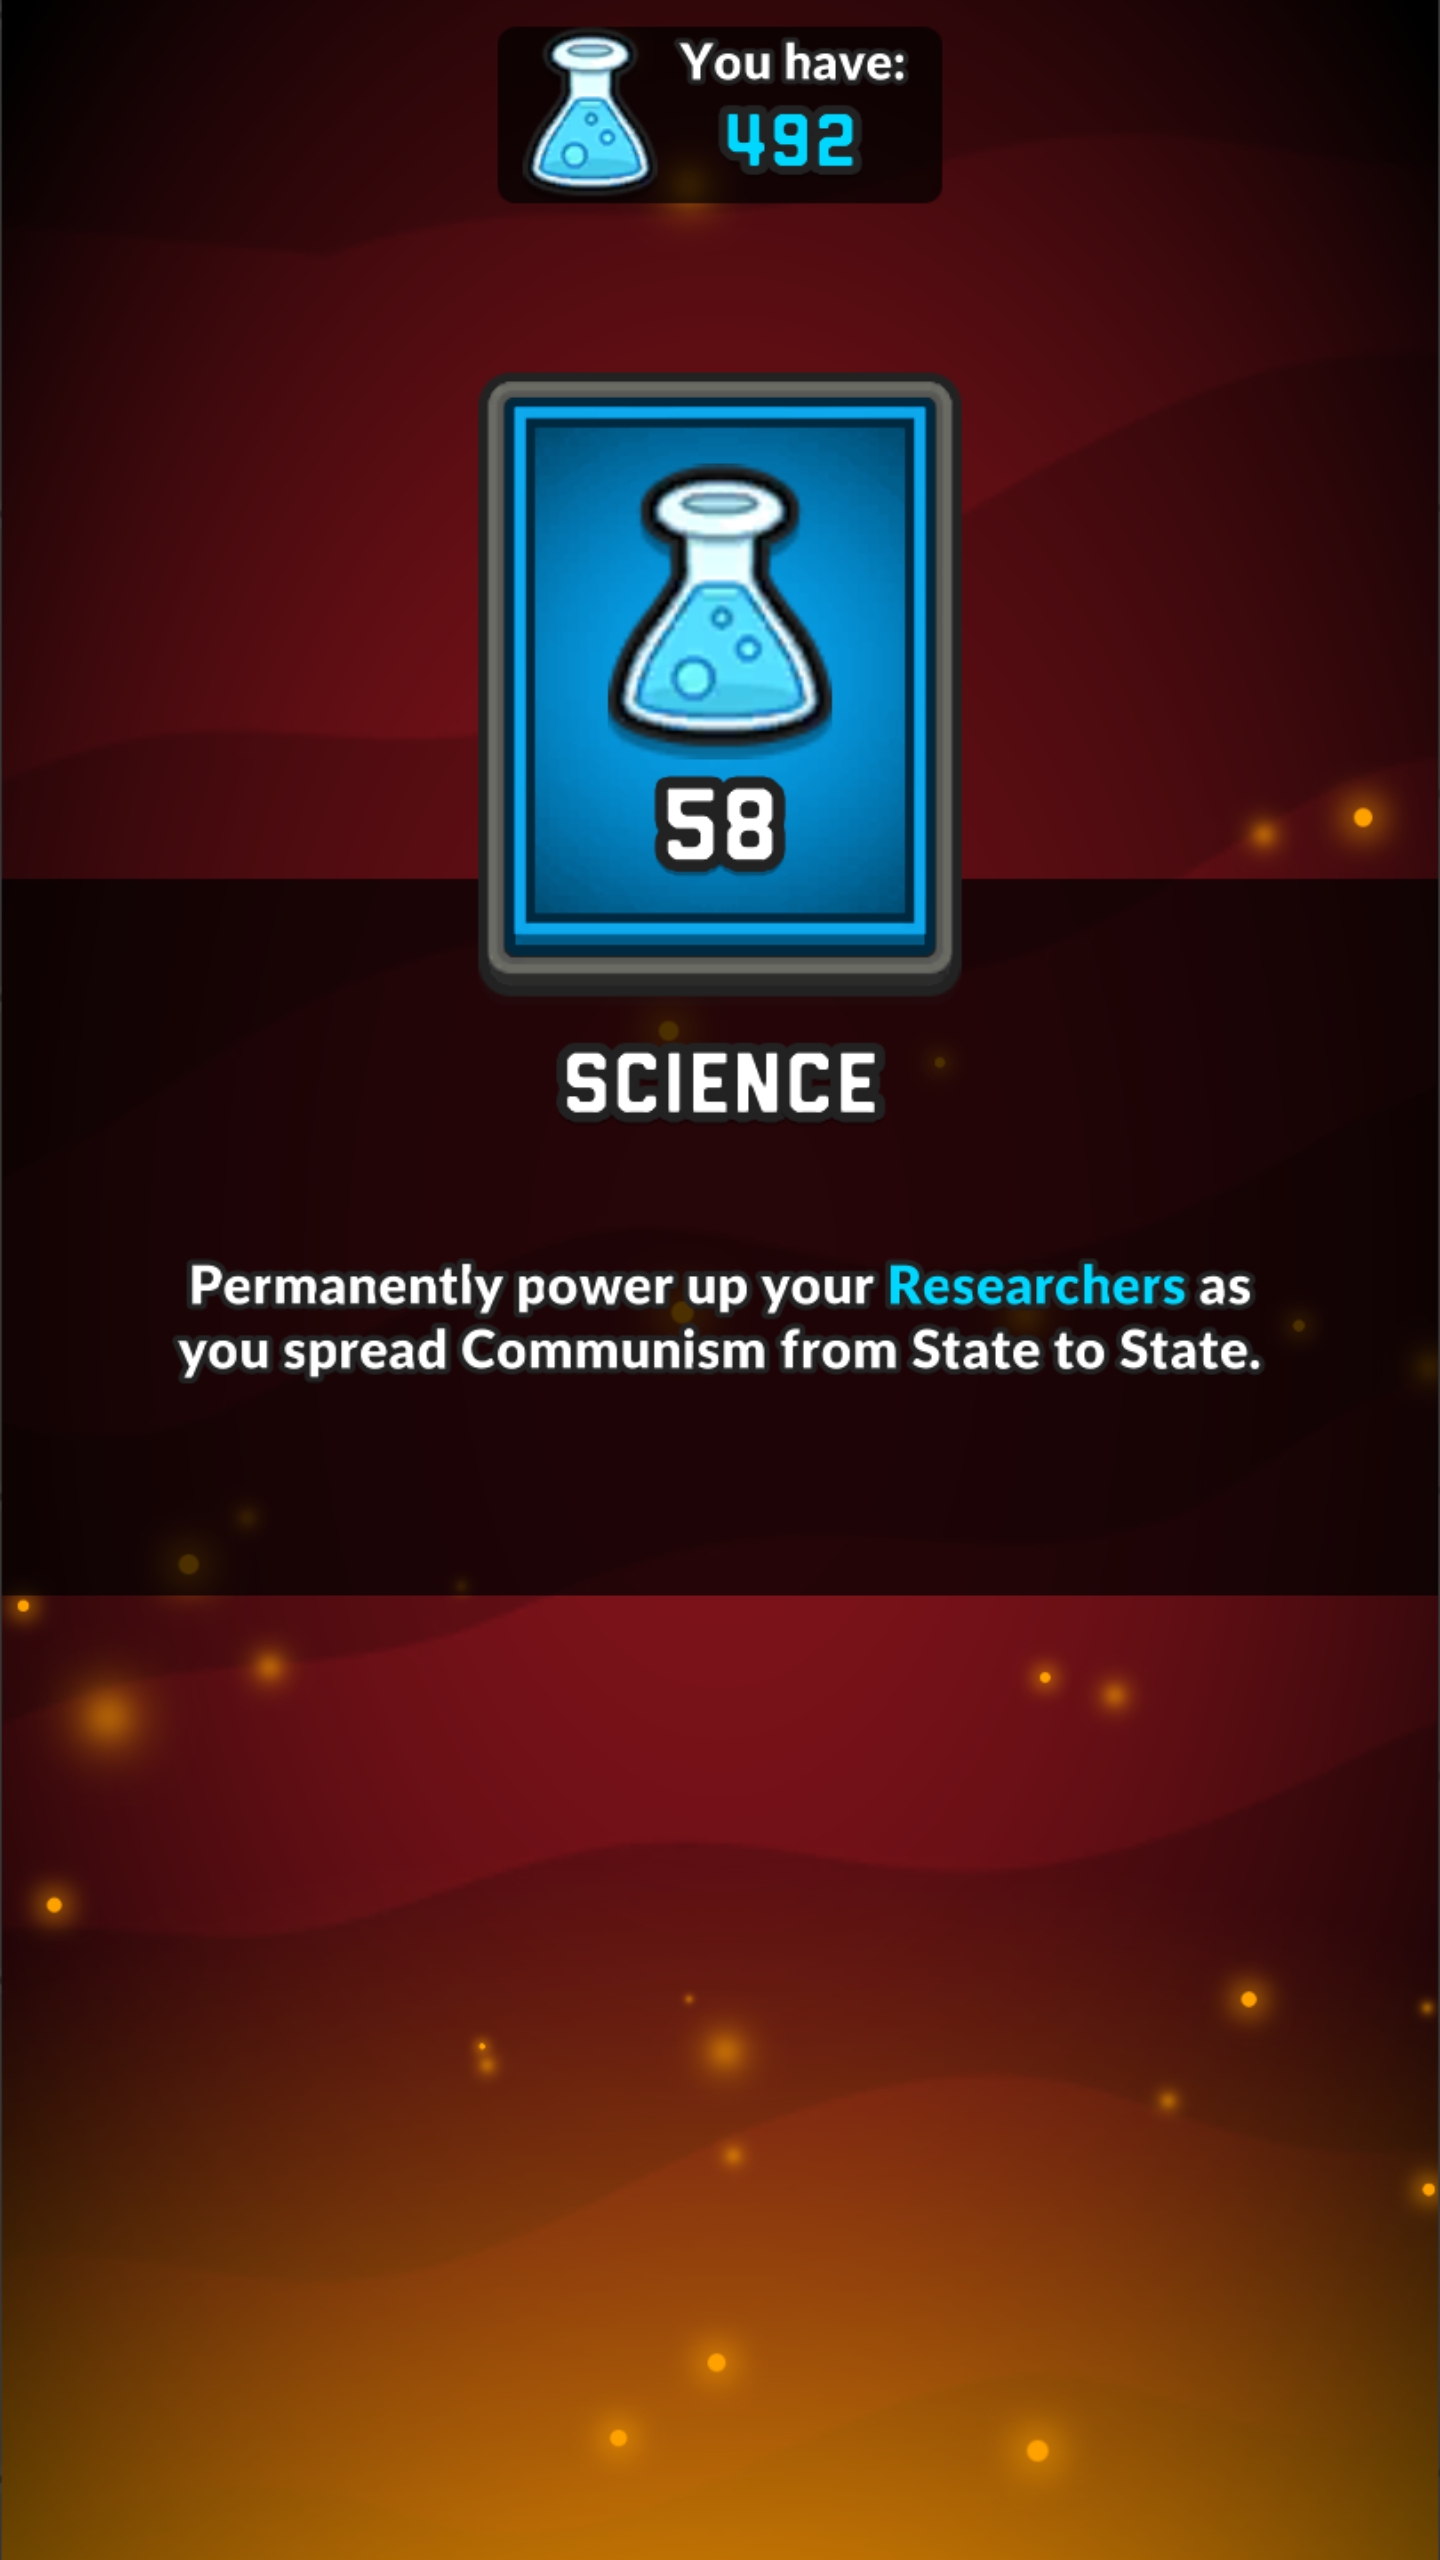 You have:
492
58
SCIENCE
Permanently power up your Researchers as
you spread Communism from State to State.